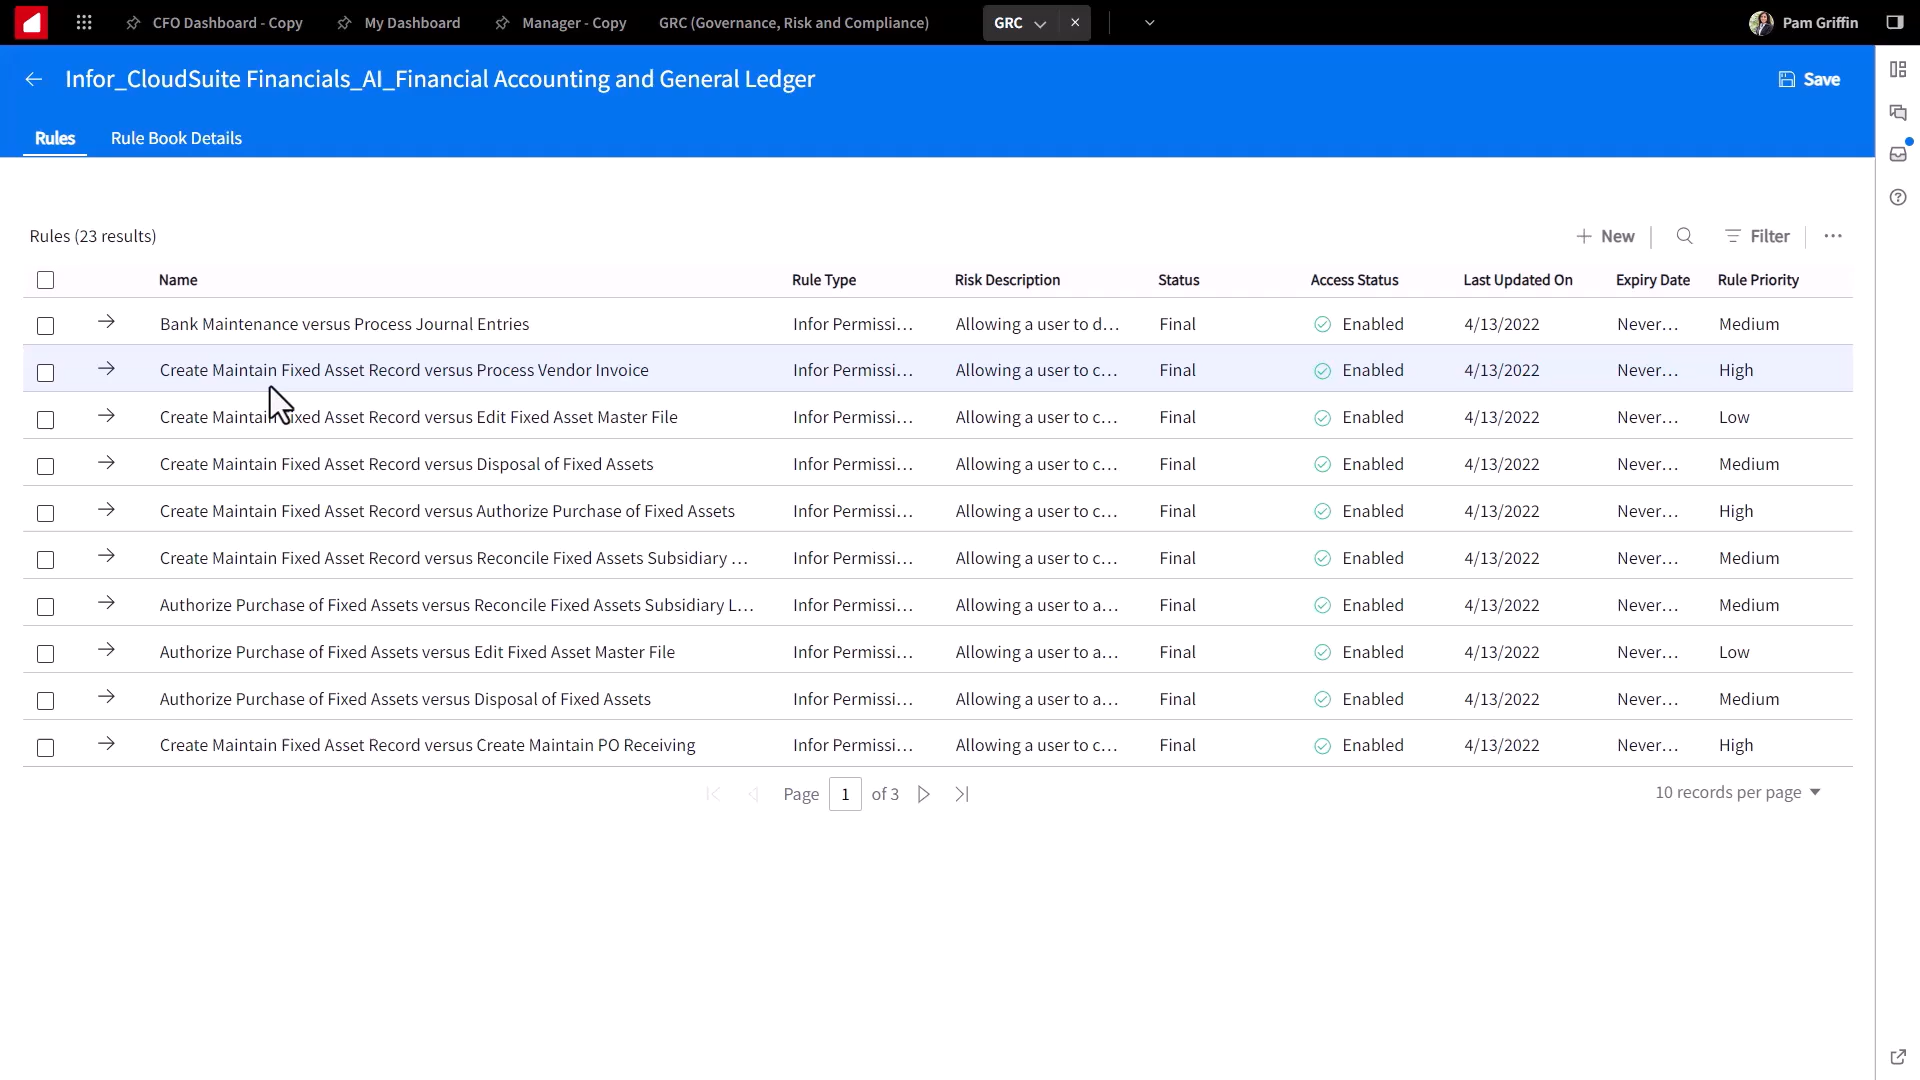 CFO Dashboard - Copy My Dashboard Manager - Copy GRC (Governance, Risk and Compliance) GRC Pam Griffin
Infor_CloudSuite Financials_AI_Financial Accounting and General Ledger Save
Rules Rule Book Details
Rules (23 results) New Filter
Name Rule Type Risk Description Status Access Status Last Updated On Expiry Date Rule Priority
Bank Maintenance versus Process Journal Entries Infor Permissi... Allowing a user to d... Final Enabled 4/13/2022 Never... Medium
Create Maintain Fixed Asset Record versus Process Vendor Invoice Infor Permissi... Allowing a user to c... Final Enabled 4/13/2022 Never... High
Create Maintain Fixed Asset Record versus Edit Fixed Asset Master File Infor Permissi... Allowing a user to c... Final Enabled 4/13/2022 Never... Low
Create Maintain Fixed Asset Record versus Disposal of Fixed Assets Infor Permissi... Allowing a user to c... Final Enabled 4/13/2022 Never... Medium
Create Maintain Fixed Asset Record versus Authorize Purchase of Fixed Assets Infor Permissi... Allowing a user to c... Final Enabled 4/13/2022 Never... High
Create Maintain Fixed Asset Record versus Reconcile Fixed Assets Subsidiary ... Infor Permissi... Allowing a user to c... Final Enabled 4/13/2022 Never... Medium
Authorize Purchase of Fixed Assets versus Reconcile Fixed Assets Subsidiary L... Infor Permissi... Allowing a user to a... Final Enabled 4/13/2022 Never... Medium
Authorize Purchase of Fixed Assets versus Edit Fixed Asset Master File Infor Permissi... Allowing a user to a... Final Enabled 4/13/2022 Never... Low
Authorize Purchase of Fixed Assets versus Disposal of Fixed Assets Infor Permissi... Allowing a user to a... Final Enabled 4/13/2022 Never... Medium
Create Maintain Fixed Asset Record versus Create Maintain PO Receiving Infor Permissi... Allowing a user to c... Final Enabled 4/13/2022 Never... High
Page 1 of 3 10 records per page